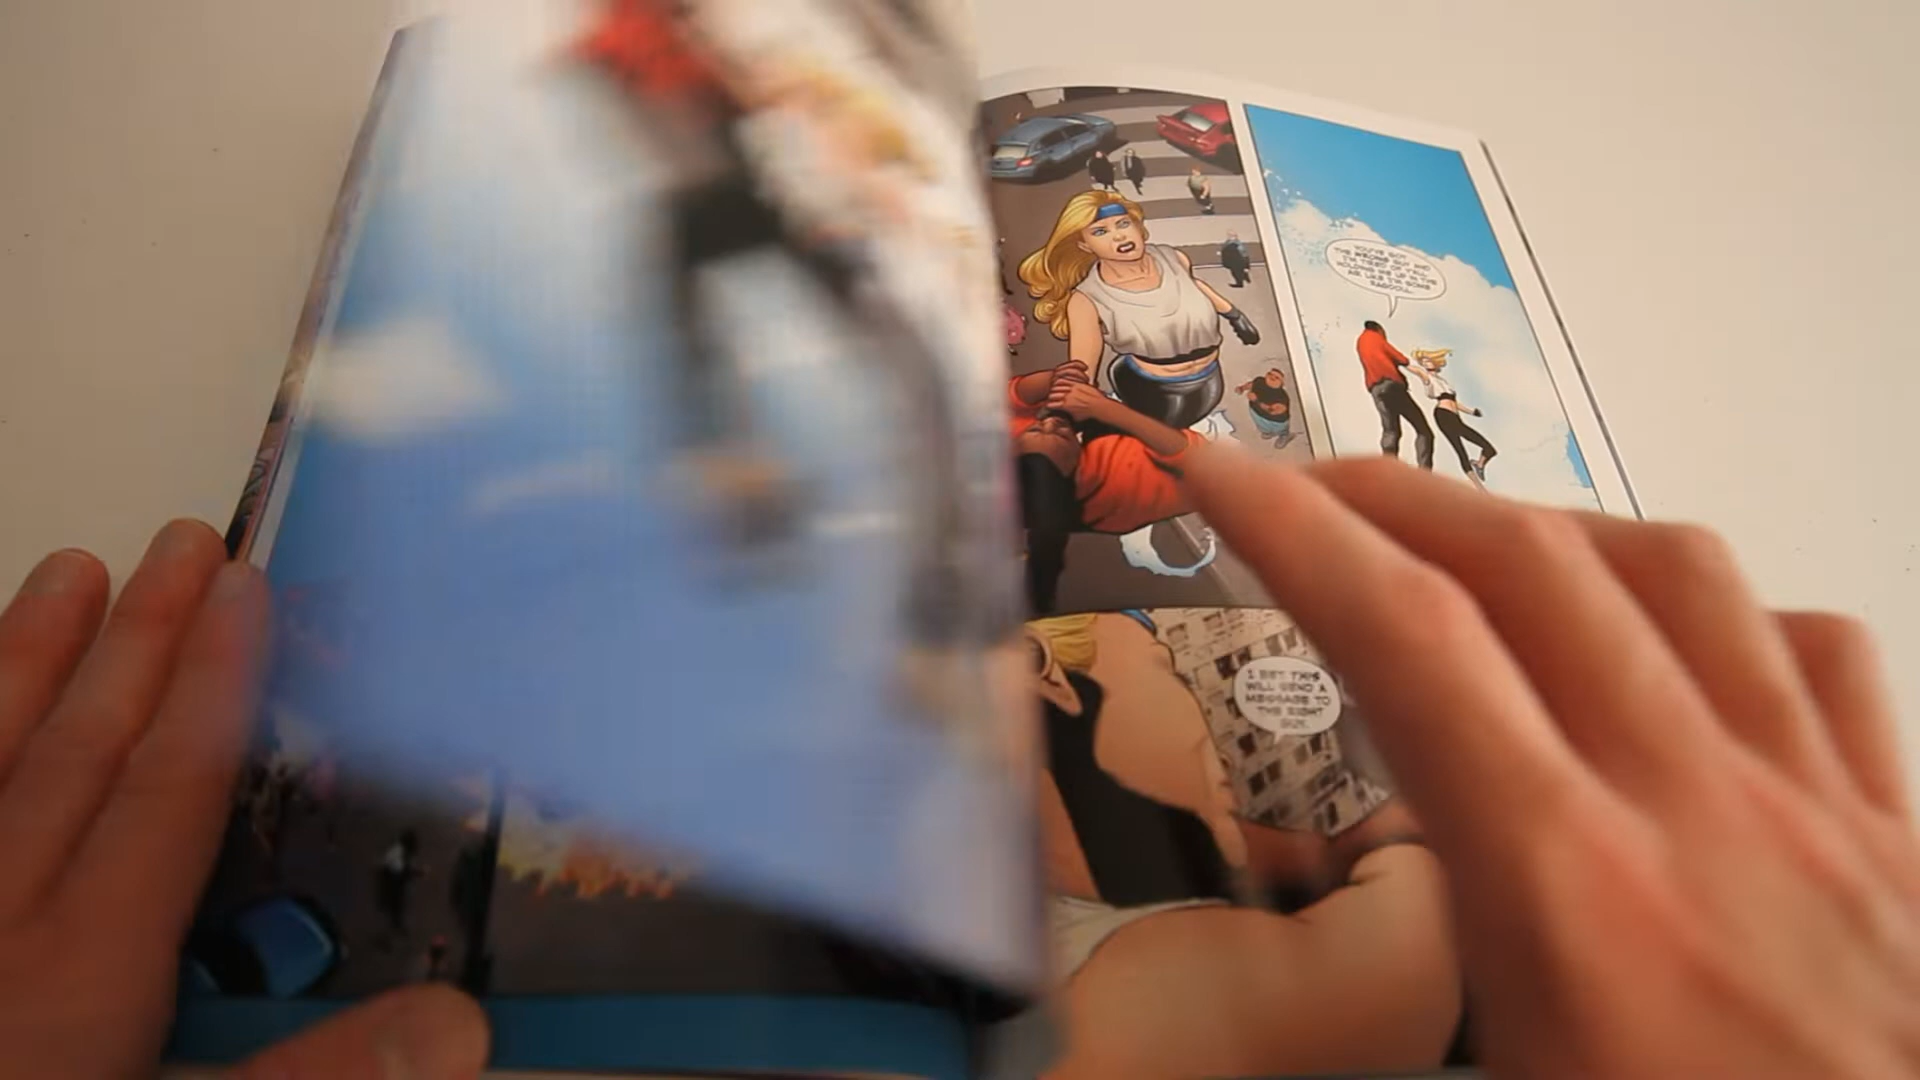 YOU'VE GOT
THE WRONG GUY AND
I'M TIRED OF Y'ALL
HOLDING ME UP IN THE
AIR LIKE I'M SOME
RAGDOLL.
I BET THIS
WILL SEND A
MESSAGE TO
THE RIGHT
GUY.